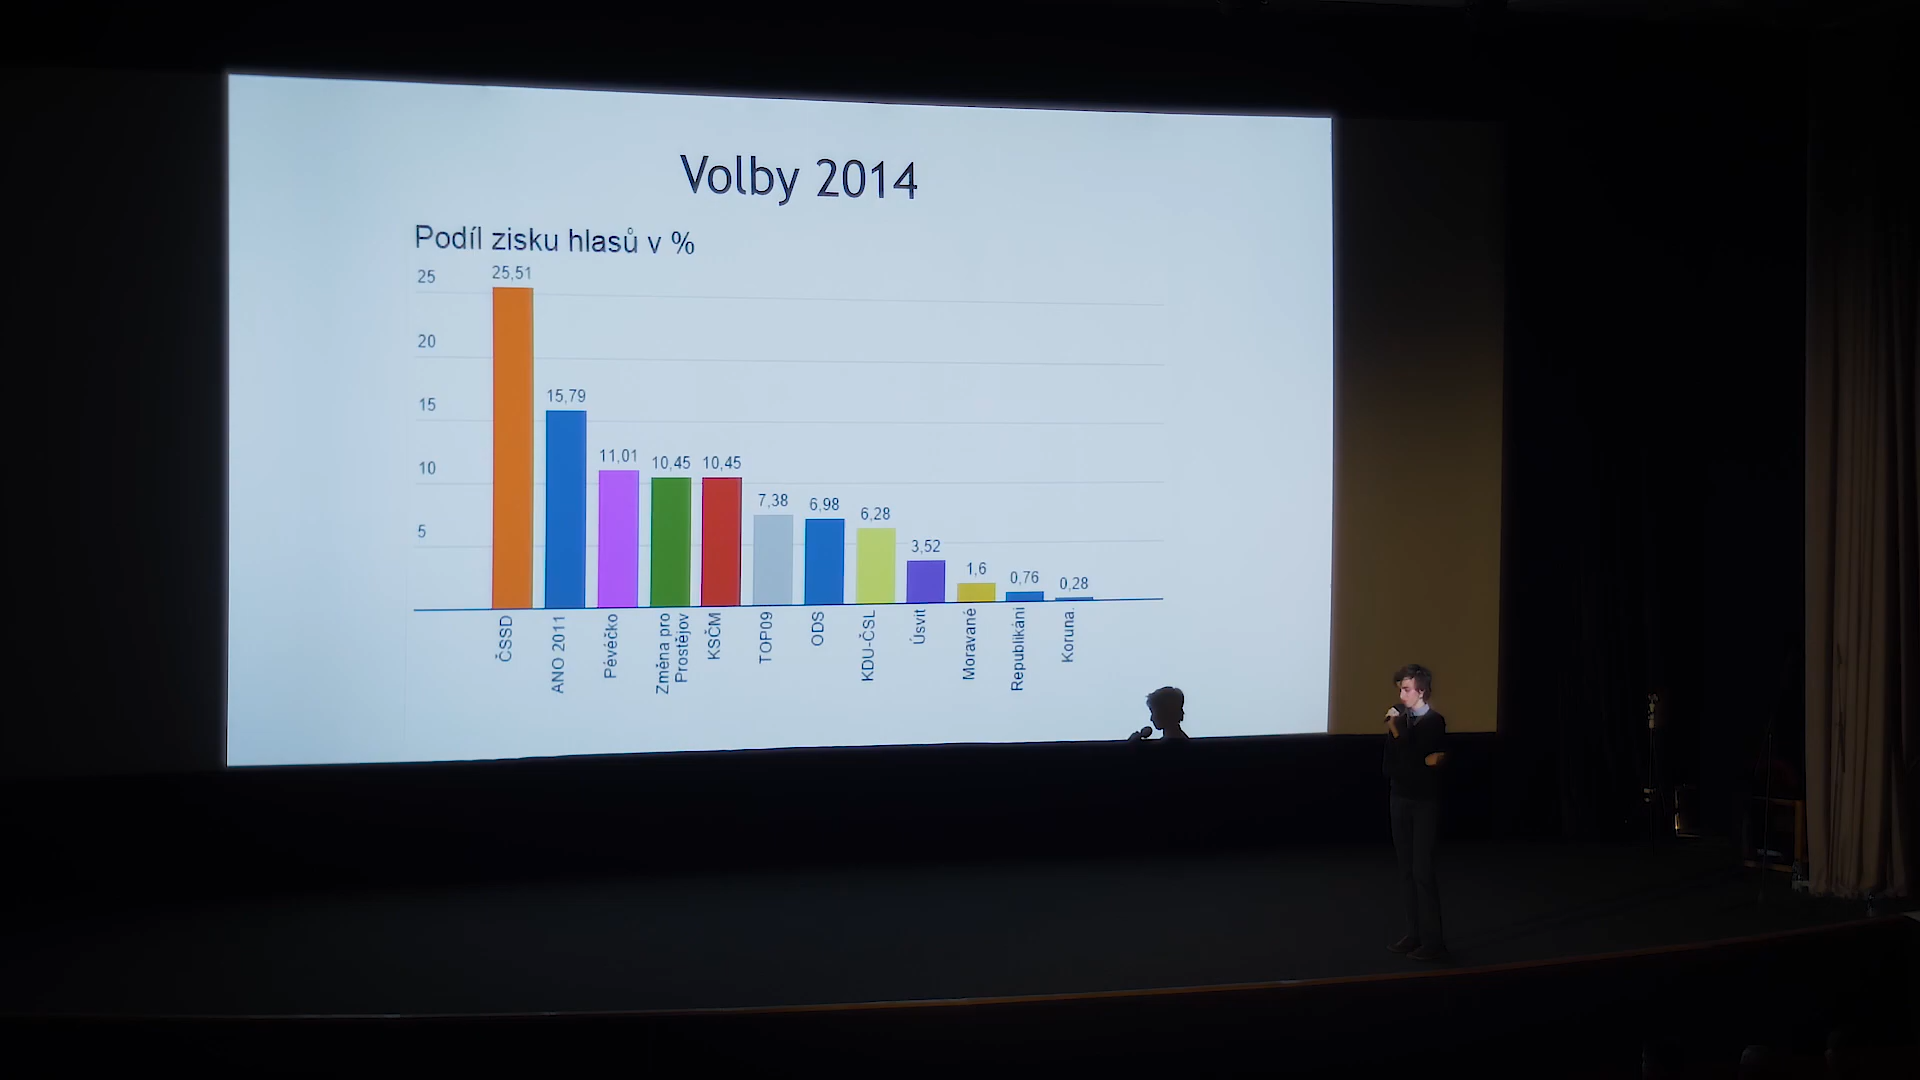 Volby 2014
Podíl zisku hlasů v %
25
20
15
10
5
25,51
15,79
11,01
10,45
10,45
7,38
6,98
6,28
3,52
1,6
0,76
0,28
ČSSD
ANO 2011
Pévéčko
Změna pro
Prostějov
KSČM
TOP09
ODS
KDU-ČSL
Úsvit
Moravané
Republikáni
Koruna.